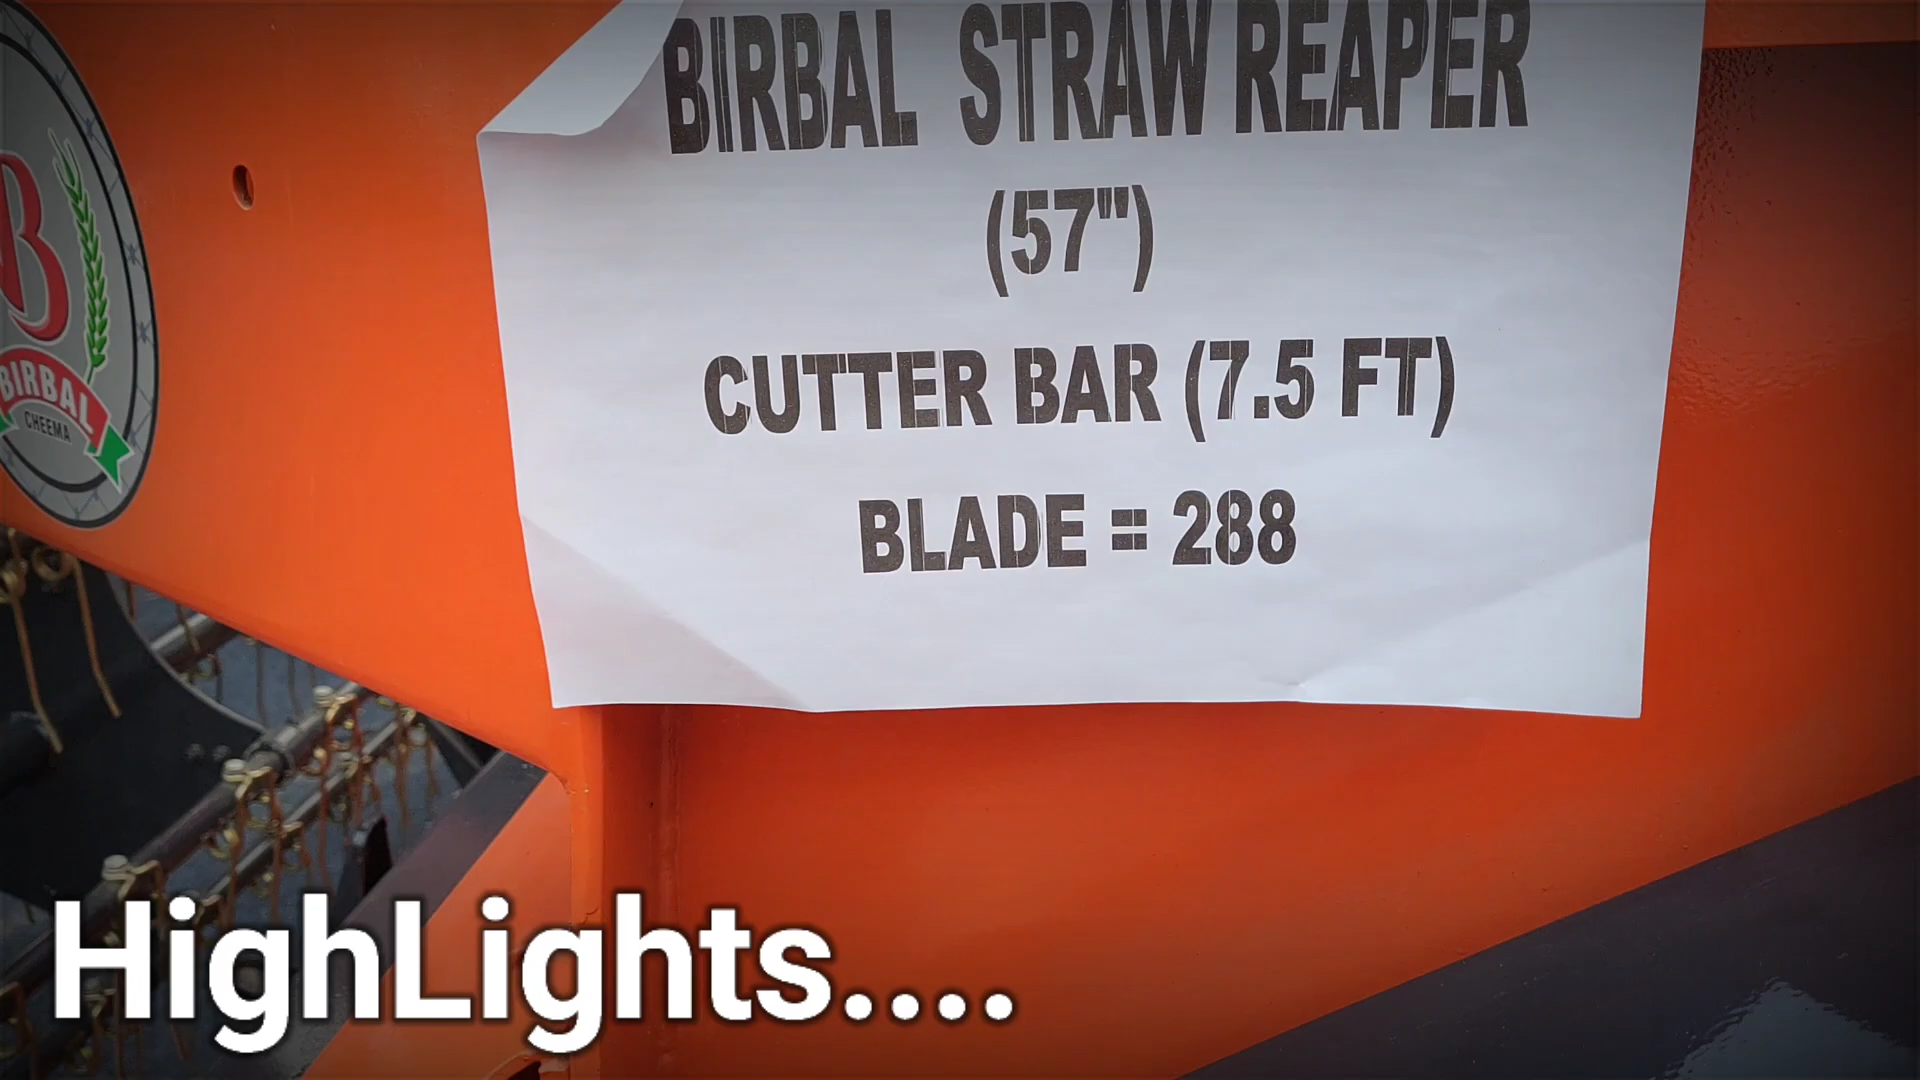 BIRBAL STRAW REAPER
(57")
CUTTER BAR (7.5 FT)
BLADE = 288
B
BIRBAL
CHEEMA
HighLights....